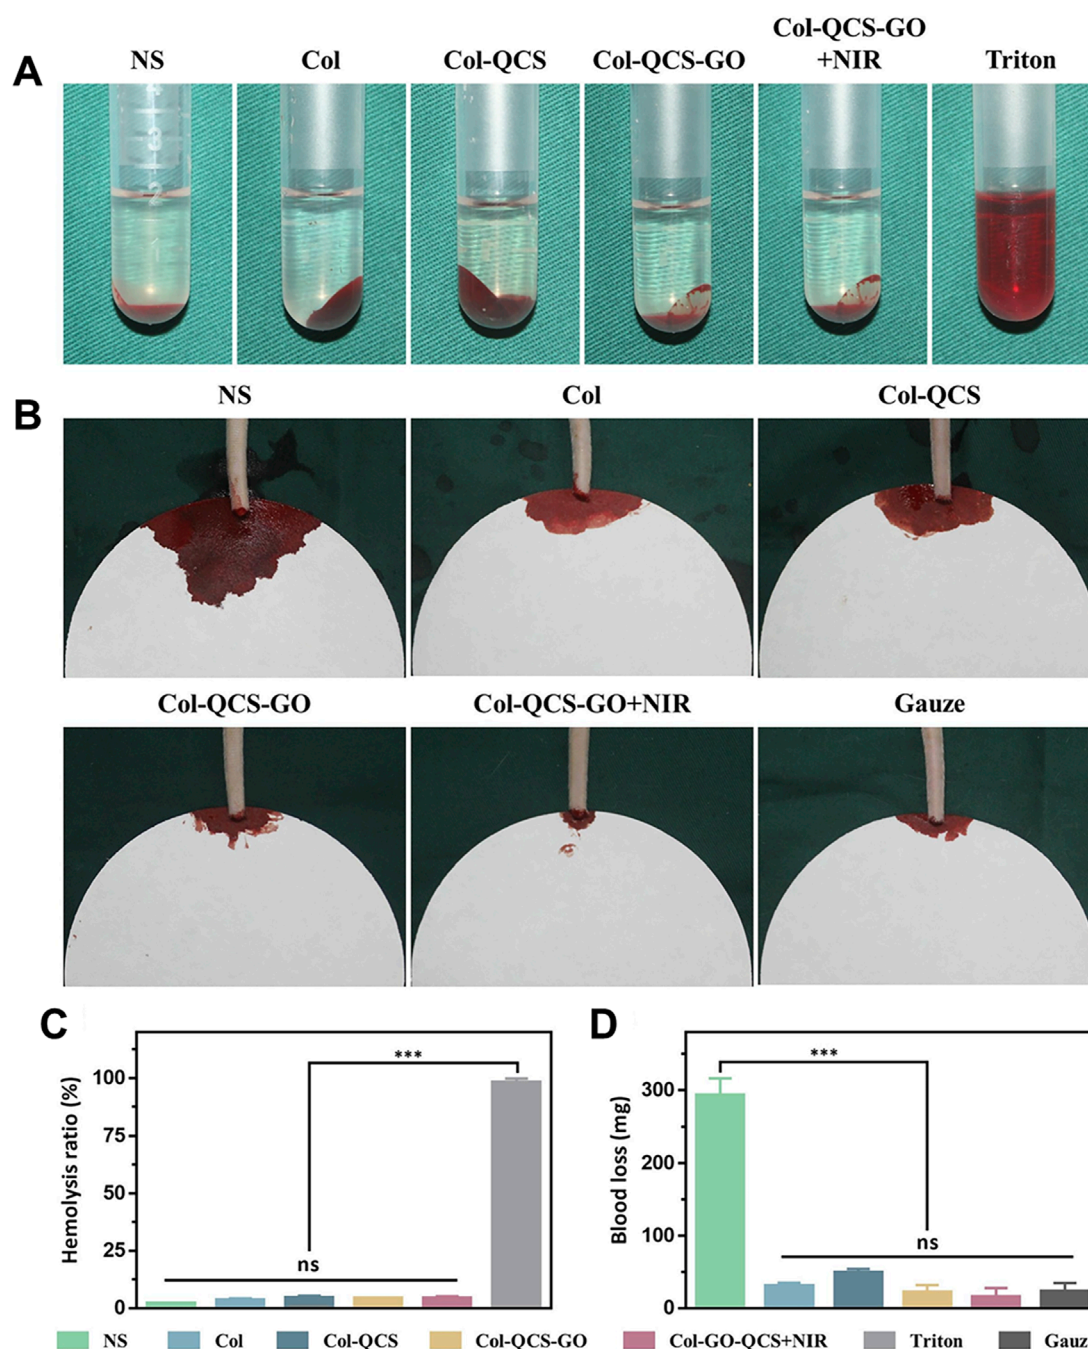 A
NS
Col
Col-QCS
Col-QCS-GO
Col-QCS-GO
+NIR
Triton
B
NS
Col
Col-QCS
Col-QCS-GO
Col-QCS-GO+NIR
Gauze
C
Hemolysis ratio (%)
100
75
50
25
0
***
ns
D
Blood loss (mg)
300
200
100
0
***
ns
NS
Col
Col-QCS
Col-QCS-GO
Col-GO-QCS+NIR
Triton
Gauz